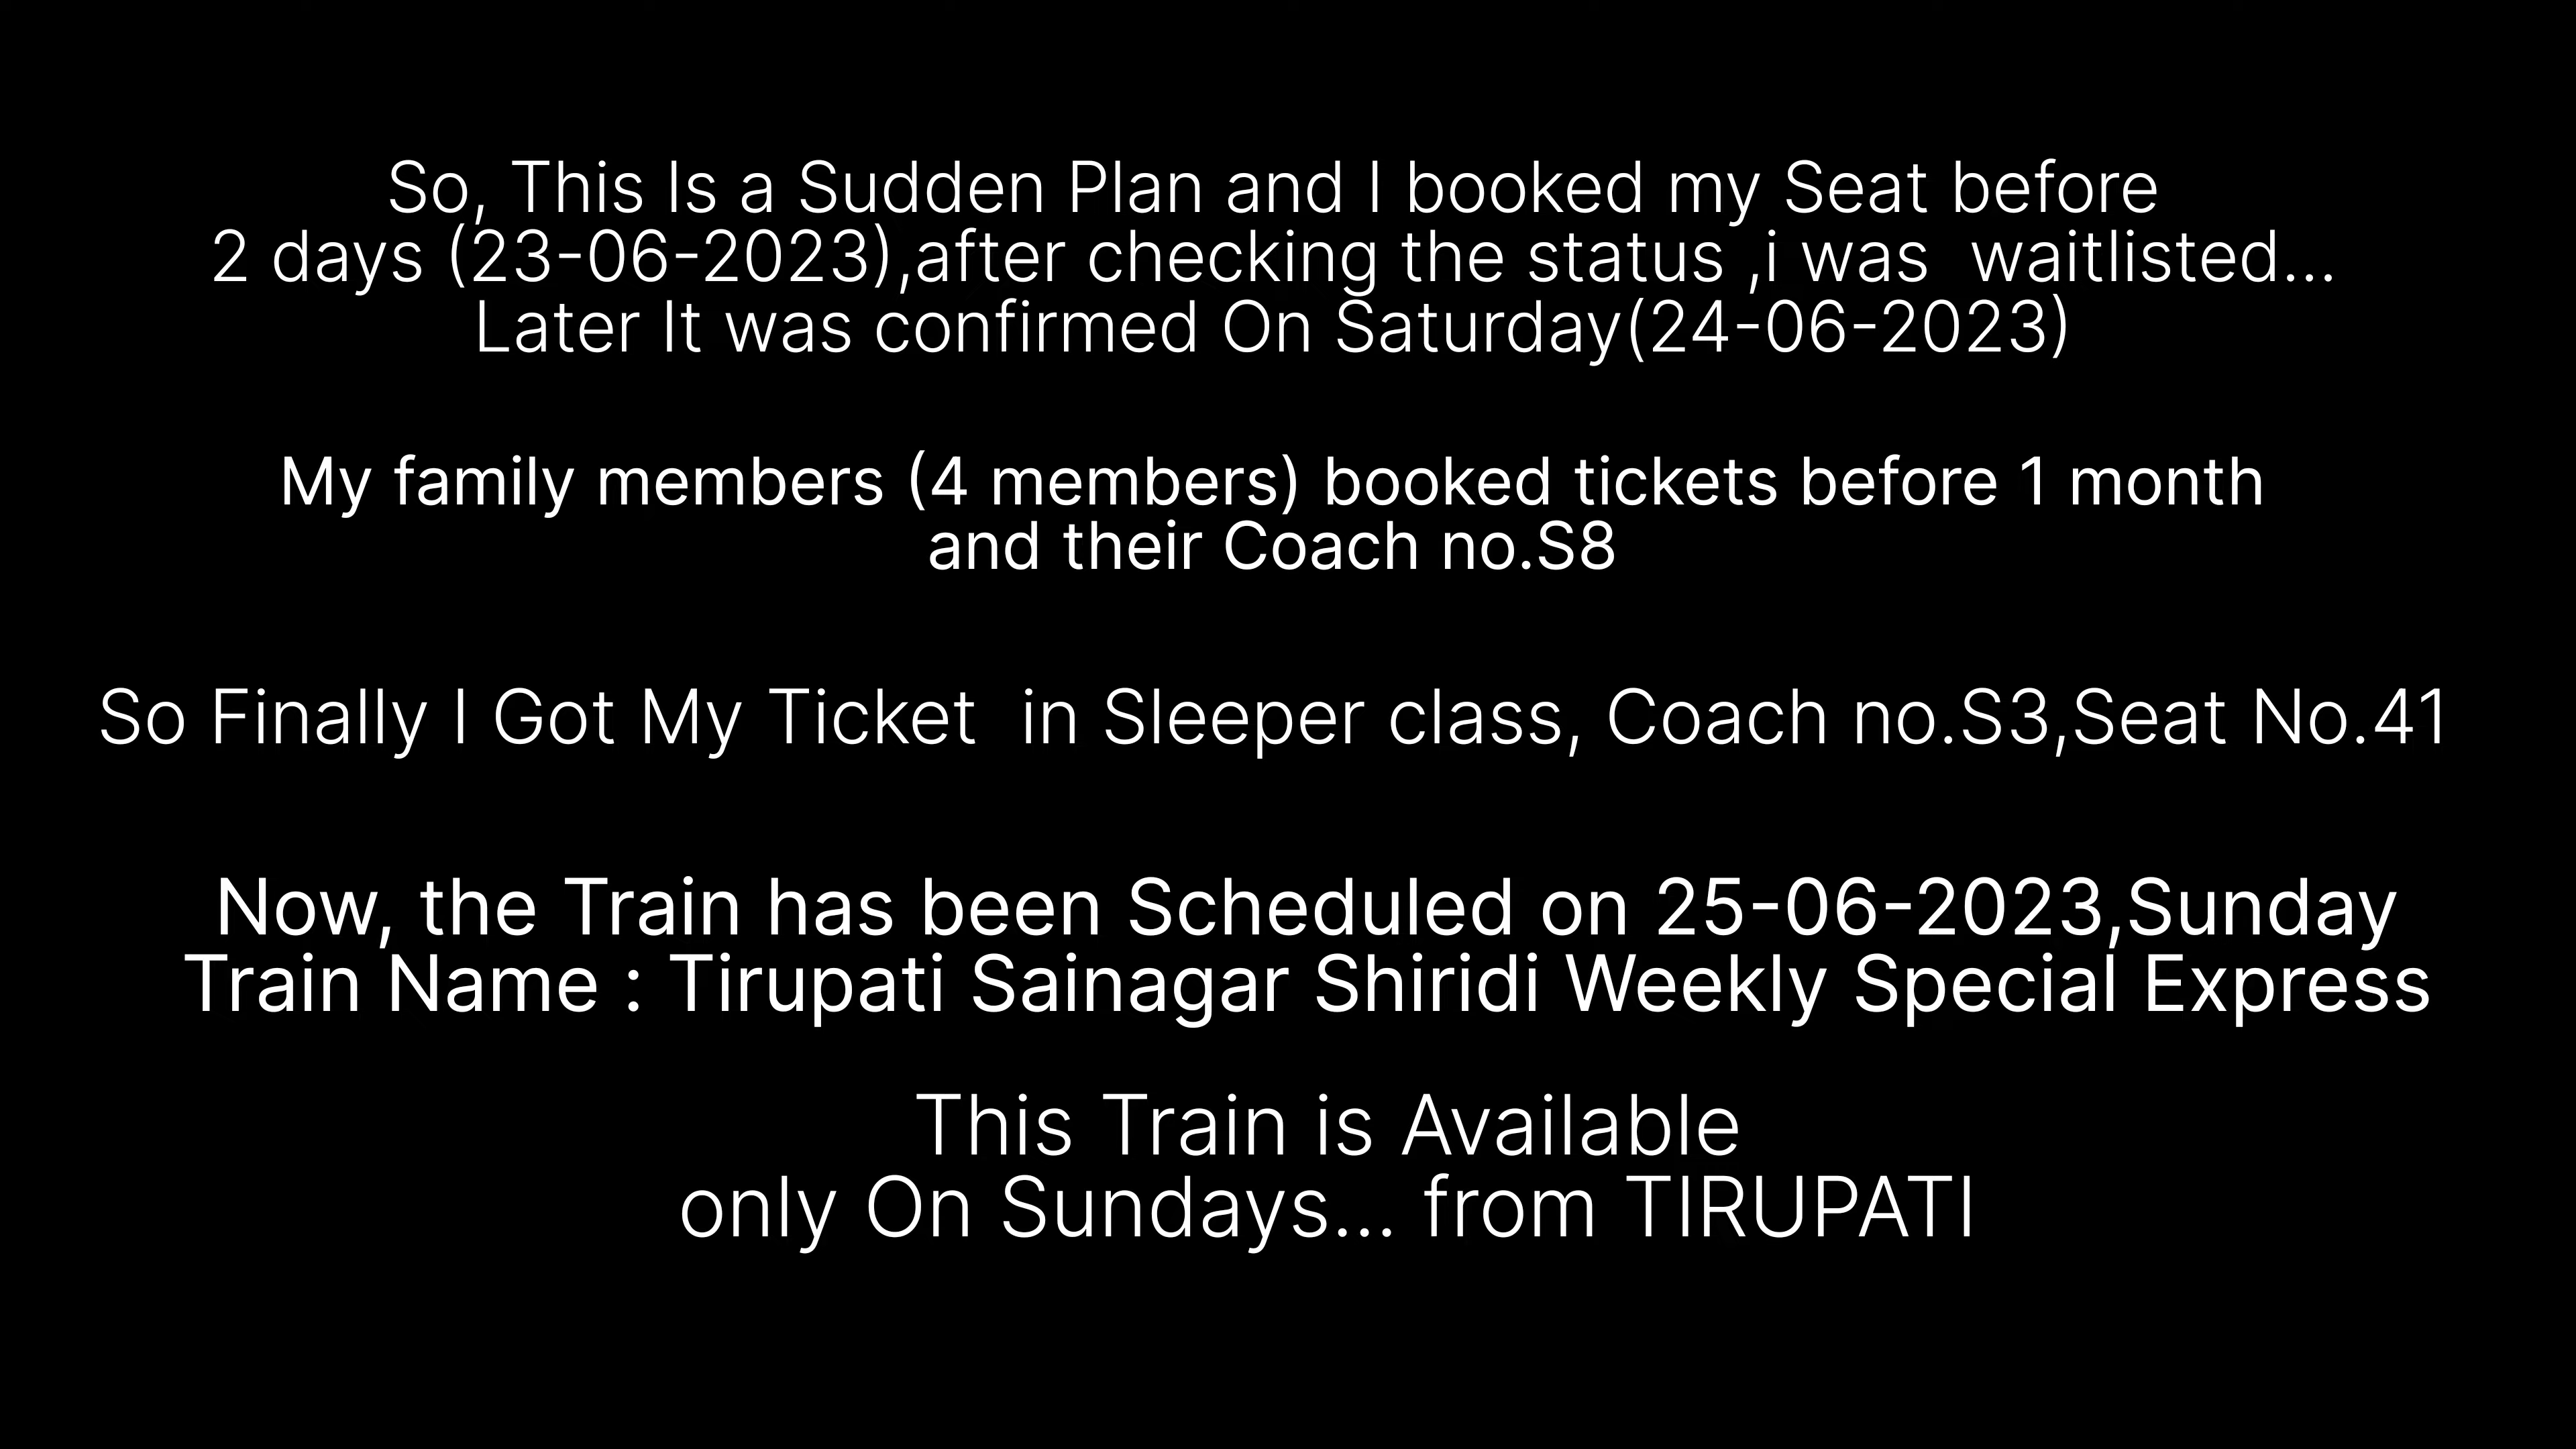 So, This Is a Sudden Plan and I booked my Seat before
2 days (23-06-2023),after checking the status ,i was  waitlisted...
Later It was confirmed On Saturday(24-06-2023)
My family members (4 members) booked tickets before 1 month
and their Coach no.S8
So Finally I Got My Ticket  in Sleeper class, Coach no.S3,Seat No.41
Now, the Train has been Scheduled on 25-06-2023,Sunday
Train Name : Tirupati Sainagar Shiridi Weekly Special Express
This Train is Available
only On Sundays... from TIRUPATI